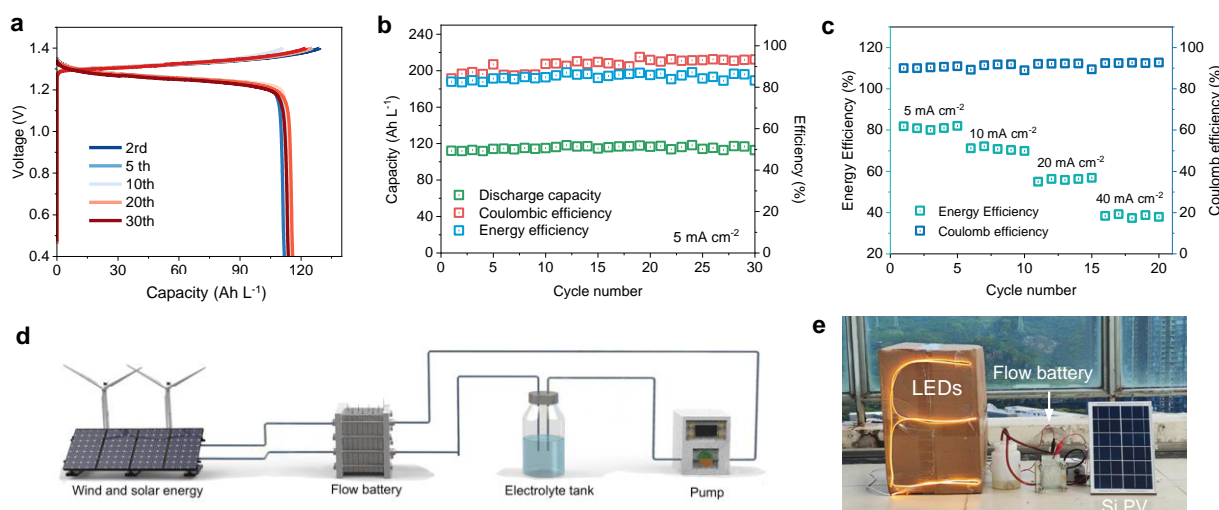 a
1.4
1.2
1.0
0.8
0.6
0.4
Voltage (V)
2rd
5 th
10th
20th
30th
0 30 60 90 120
Capacity (Ah L-1)
b
240
200
160
120
80
40
0
Capacity (Ah L-1)
Discharge capacity
Coulombic efficiency
Energy efficiency
5 mA cm-2
100
80
60
40
20
0
Efficiency (%)
0 5 10 15 20 25 30
Cycle number
c
120
100
80
60
40
20
Energy Efficiency (%)
5 mA cm-2
10 mA cm-2
20 mA cm-2
40 mA cm-2
Energy Efficiency
Coulomb efficiency
100
80
60
40
20
0
Coulomb efficiency (%)
0 5 10 15 20
Cycle number
d
Wind and solar energy
Flow battery
Electrolyte tank
Pump
e
LEDs
Flow battery
Si PV